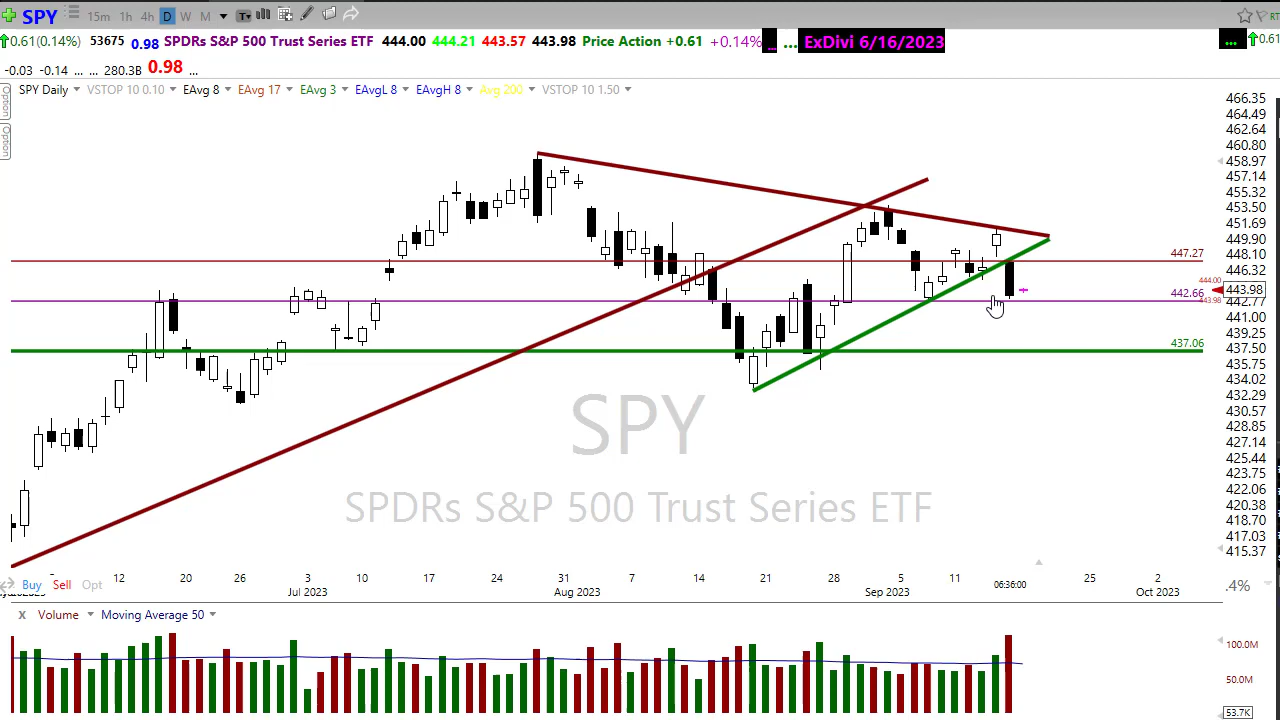 SPY 15m 1h 4h D W M T RT
0.61(0.14%) 53675 0.98 SPDRs S&P 500 Trust Series ETF 444.00 444.21 443.57 443.98 Price Action +0.61 +0.14% ... ... ExDivi 6/16/2023 ... 0.61
-0.03 -0.14 ... ... 280.3B 0.98 ...
SPY Daily VSTOP 10 0.10 EAvg 8 EAvg 17 EAvg 3 EAvgL 8 EAvgH 8 Avg 200 VSTOP 10 1.50
Option
Option
466.35
464.49
462.64
460.80
458.97
457.14
455.32
453.50
451.69
449.90
447.27
448.10
446.32
444.00
442.66
443.98
443.98
442.77
441.00
439.25
437.06
437.50
435.75
434.02
432.29
430.57
428.85
427.14
425.44
423.75
422.06
420.38
418.70
417.03
415.37
SPY
SPDRs S&P 500 Trust Series ETF
12 20 26 3 10 17 24 31 7 14 21 28 5 11 06:36:00 25 2
Buy Sell Opt .4%
Jul 2023 Aug 2023 Sep 2023 Oct 2023
X Volume Moving Average 50
100.0M
50.0M
53.7K